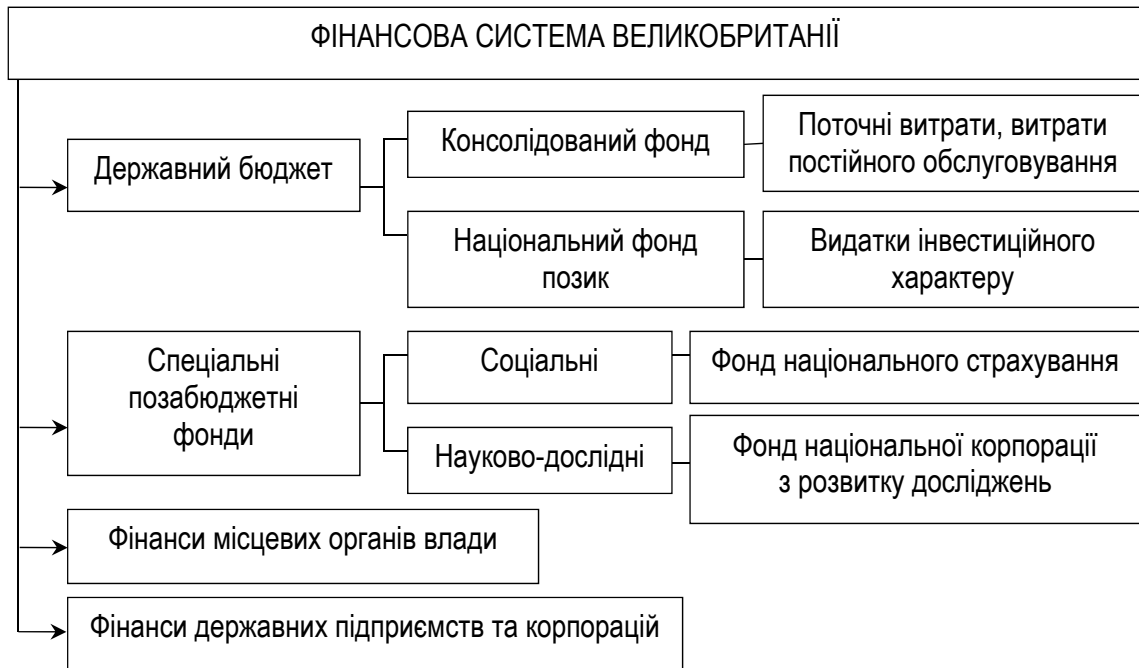 ФІНАНСОВА СИСТЕМА ВЕЛИКОБРИТАНІЇ
Державний бюджет
Консолідований фонд
Поточні витрати, витрати
постійного обслуговування
Національний фонд
позик
Видатки інвестиційного
характеру
Спеціальні
позабюджетні
фонди
Соціальні
Фонд національного страхування
Науково-дослідні
Фонд національної корпорації
з розвитку досліджень
Фінанси місцевих органів влади
Фінанси державних підприємств та корпорацій